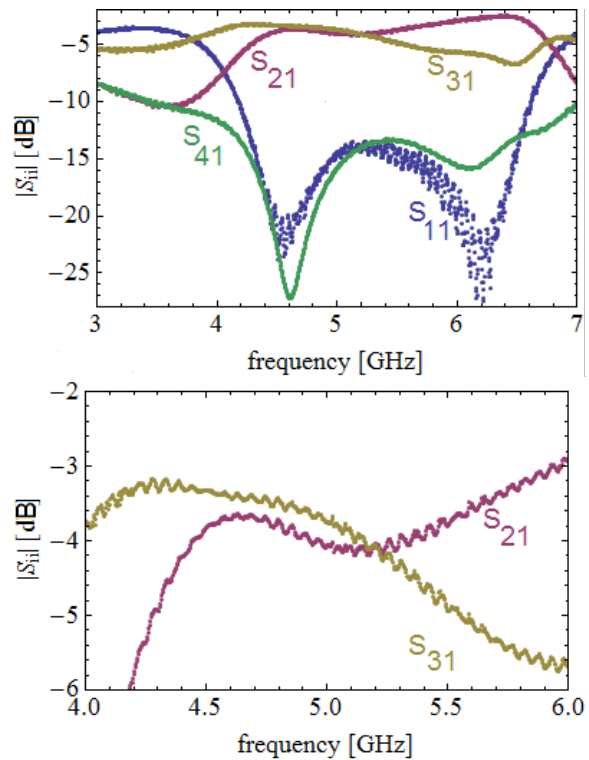 −5
−10
−15
−20
−25
|Sᵢᵢ| [dB]
S₂₁
S₃₁
S₄₁
S₁₁
3 4 5 6 7
frequency [GHz]
−2
−3
−4
−5
−6
|Sᵢᵢ| [dB]
S₂₁
S₃₁
4.0 4.5 5.0 5.5 6.0
frequency [GHz]